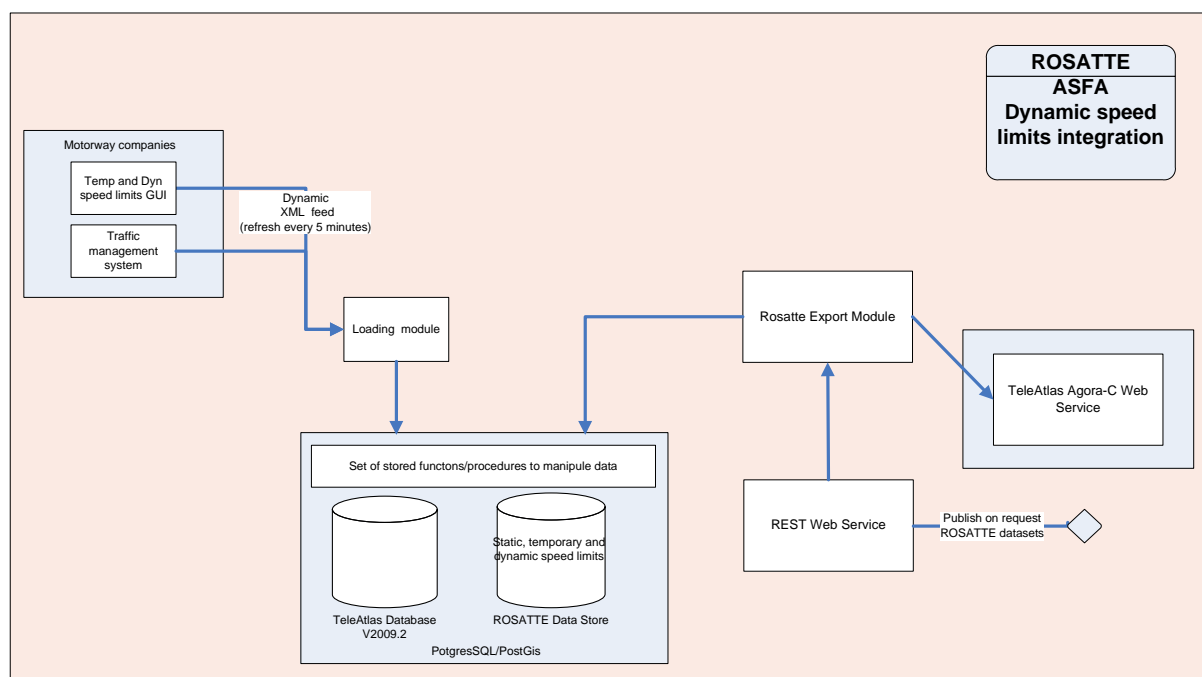 ROSATTE
ASFA
Dynamic speed
limits integration
Motorway companies
Temp and Dyn
speed limits GUI
Traffic
management
system
Dynamic
XML feed
(refresh every 5 minutes)
Loading module
Rosatte Export Module
TeleAtlas Agora-C Web
Service
Set of stored functons/procedures to manipule data
Static, temporary and
dynamic speed limits
TeleAtlas Database
V2009.2
ROSATTE Data Store
PotgresSQL/PostGis
REST Web Service
Publish on request
ROSATTE datasets